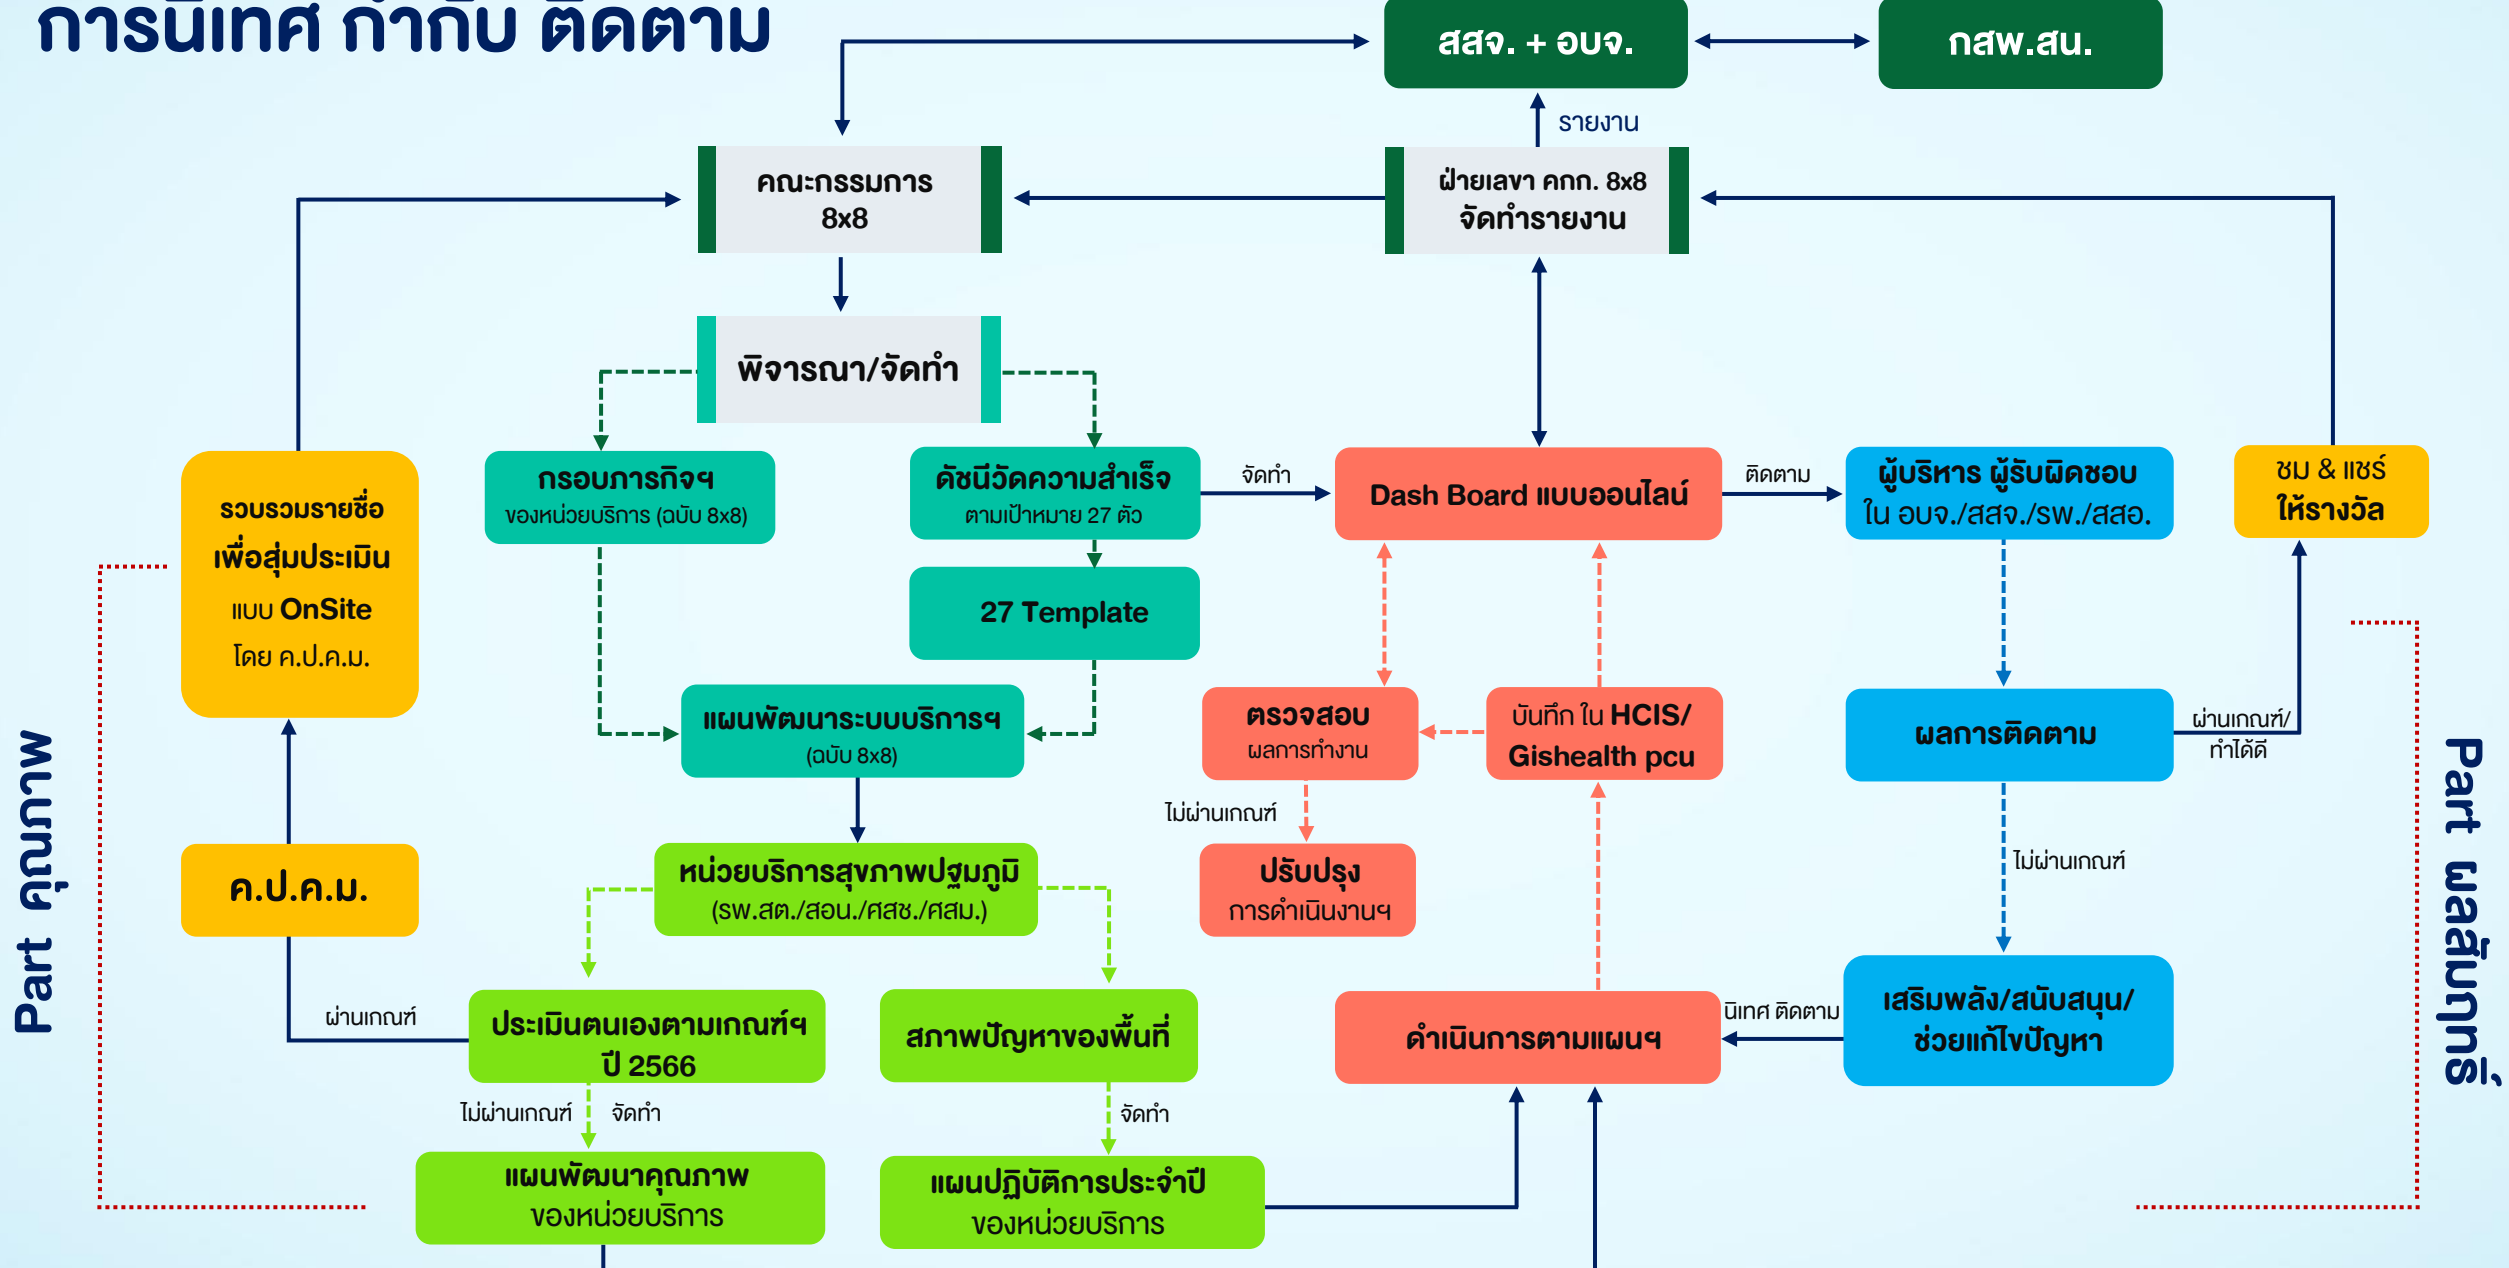 การนิเทศ กำกับ ติดตาม
สสจ. + อบจ.
กสพ.สน.
รายงาน
คณะกรรมการ
8x8
ฝ่ายเลขา คกก. 8x8
จัดทำรายงาน
พิจารณา/จัดทำ
รวบรวมรายชื่อ
เพื่อสุ่มประเมิน
แบบ OnSite
โดย ค.ป.ค.ม.
กรอบภารกิจฯ
ของหน่วยบริการ (ฉบับ 8x8)
ดัชนีวัดความสำเร็จ
ตามเป้าหมาย 27 ตัว
จัดทำ
Dash Board แบบออนไลน์
ติดตาม
ผู้บริหาร ผู้รับผิดชอบ
ใน อบจ./สสจ./รพ./สสอ.
ชม & แชร์
ให้รางวัล
27 Template
แผนพัฒนาระบบบริการฯ
(ฉบับ 8x8)
ตรวจสอบ
ผลการทำงาน
บันทึก ใน HCIS/
Gishealth pcu
ผลการติดตาม
ผ่านเกณฑ์/
ทำได้ดี
Part คุณภาพ
Part ผลสัมฤทธิ์
ไม่ผ่านเกณฑ์
ค.ป.ค.ม.
หน่วยบริการสุขภาพปฐมภูมิ
(รพ.สต./สอน./ศสช./ศสม.)
ปรับปรุง
การดำเนินงานฯ
ไม่ผ่านเกณฑ์
ผ่านเกณฑ์
ประเมินตนเองตามเกณฑ์ฯ
ปี 2566
สภาพปัญหาของพื้นที่
ดำเนินการตามแผนฯ
นิเทศ ติดตาม
เสริมพลัง/สนับสนุน/
ช่วยแก้ไขปัญหา
ไม่ผ่านเกณฑ์
จัดทำ
จัดทำ
แผนพัฒนาคุณภาพ
ของหน่วยบริการ
แผนปฏิบัติการประจำปี
ของหน่วยบริการ